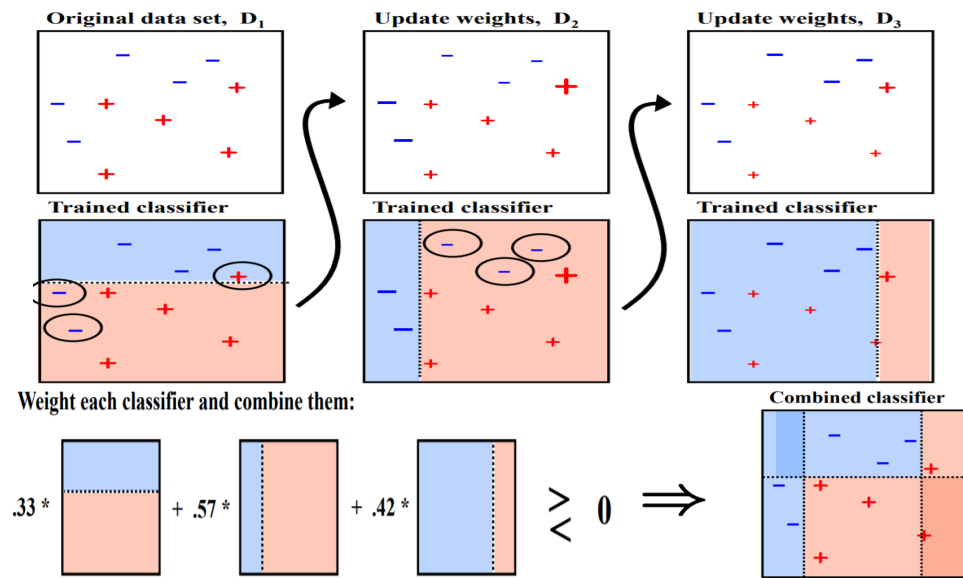 Original data set, D₁
Update weights, D₂
Update weights, D₃
Trained classifier
Trained classifier
Trained classifier
Weight each classifier and combine them:
Combined classifier
.33 * + .57 * + .42 * > < 0 ⇒